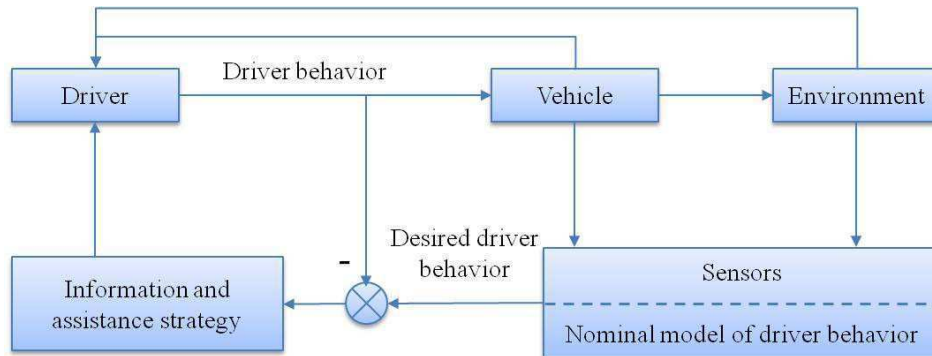 Driver behavior
Driver
Vehicle
Environment
Desired driver
behavior
-
Information and
assistance strategy
Sensors
Nominal model of driver behavior